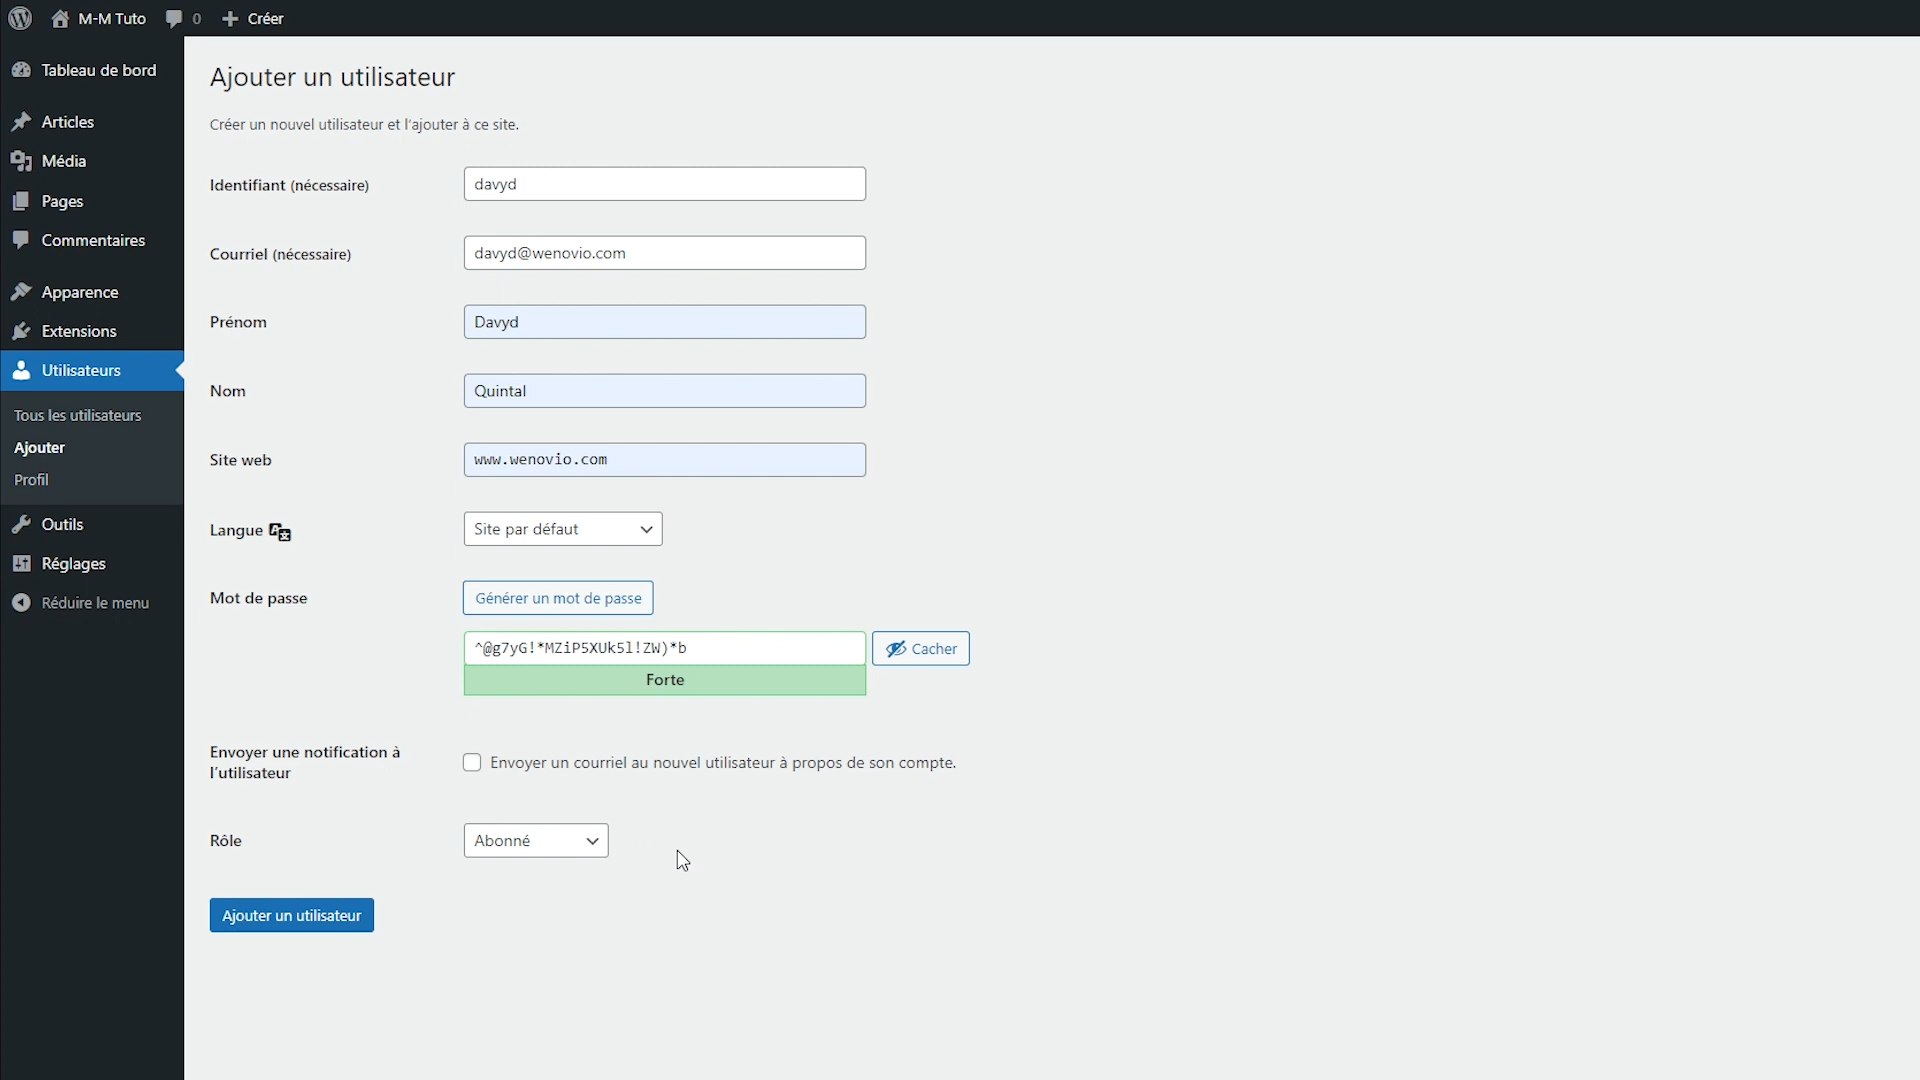 M-M Tuto 0 Créer
Tableau de bord
Articles
Média
Pages
Commentaires
Apparence
Extensions
Utilisateurs
Tous les utilisateurs
Ajouter
Profil
Outils
Réglages
Réduire le menu
Ajouter un utilisateur
Créer un nouvel utilisateur et l'ajouter à ce site.
Identifiant (nécessaire) davyd
Courriel (nécessaire) davyd@wenovio.com
Prénom Davyd
Nom Quintal
Site web www.wenovio.com
Langue Site par défaut
Mot de passe Générer un mot de passe
^@g7yG!*MZiP5XUk5l!ZW)*b Cacher
Forte
Envoyer une notification à
l'utilisateur
Envoyer un courriel au nouvel utilisateur à propos de son compte.
Rôle Abonné
Ajouter un utilisateur